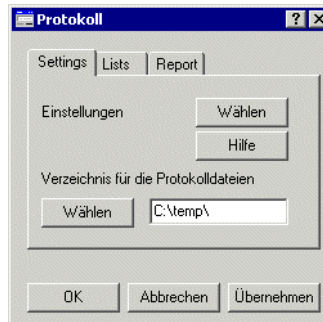 Protokoll
Settings Lists Report
Einstellungen Wählen
Hilfe
Verzeichnis für die Protokolldateien
Wählen C:\temp\
OK Abbrechen Übernehmen